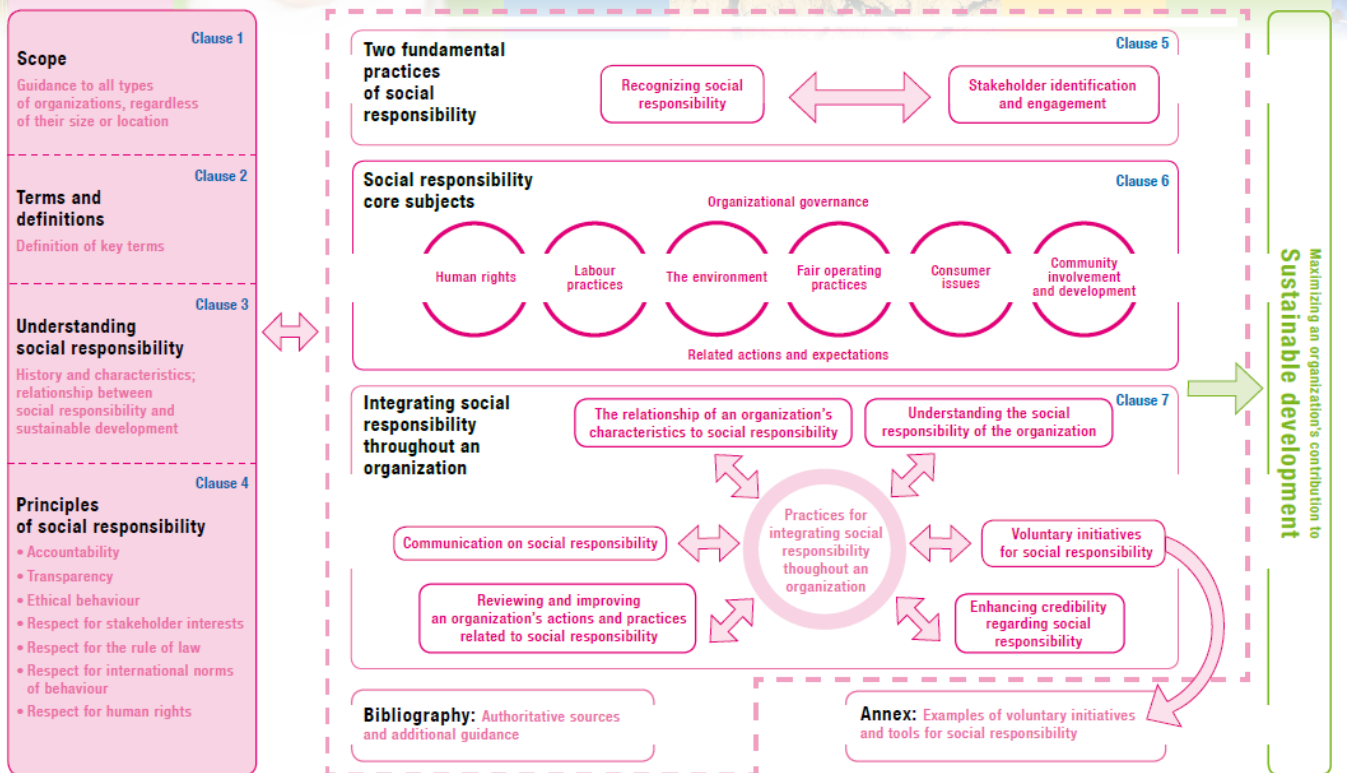 Clause 1
Scope
Guidance to all types
of organizations, regardless
of their size or location
Clause 2
Terms and
definitions
Definition of key terms
Clause 3
Understanding
social responsibility
History and characteristics;
relationship between
social responsibility and
sustainable development
Clause 4
Principles
of social responsibility
• Accountability
• Transparency
• Ethical behaviour
• Respect for stakeholder interests
• Respect for the rule of law
• Respect for international norms
of behaviour
• Respect for human rights
Two fundamental
practices
of social
responsibility
Clause 5
Recognizing social
responsibility
Stakeholder identification
and engagement
Social responsibility
core subjects
Clause 6
Organizational governance
Human rights
Labour
practices
The environment
Fair operating
practices
Consumer
issues
Community
involvement
and development
Related actions and expectations
Integrating social
responsibility
throughout an
organization
Clause 7
The relationship of an organization's
characteristics to social responsibility
Understanding the social
responsibility of the organization
Practices for
integrating social
responsibility
thoughout an
organization
Communication on social responsibility
Voluntary initiatives
for social responsibility
Reviewing and improving
an organization's actions and practices
related to social responsibility
Enhancing credibility
regarding social
responsibility
Bibliography: Authoritative sources
and additional guidance
Annex: Examples of voluntary initiatives
and tools for social responsibility
Maximizing an organization's contribution to
Sustainable development